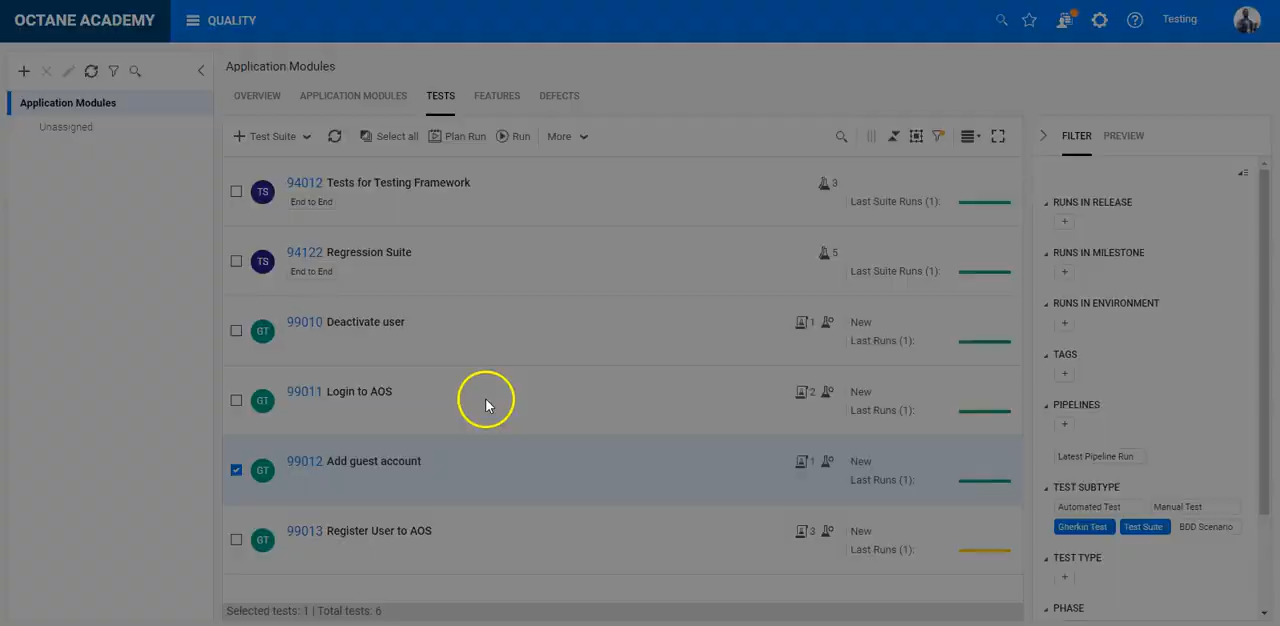 OCTANE ACADEMY
QUALITY
Testing
Application Modules
Unassigned
Application Modules
OVERVIEW APPLICATION MODULES TESTS FEATURES DEFECTS
Test Suite Select all Plan Run Run More
94012 Tests for Testing Framework
TS
3
End to End
Last Suite Runs (1):
94122 Regression Suite
TS
5
End to End
Last Suite Runs (1):
99010 Deactivate user
GT
1
New
Last Runs (1):
99011 Login to AOS
GT
2
New
Last Runs (1):
99012 Add guest account
GT
1
New
Last Runs (1):
99013 Register User to AOS
GT
3
New
Last Runs (1):
Selected tests: 1 | Total tests: 6
FILTER PREVIEW
RUNS IN RELEASE
+
RUNS IN MILESTONE
+
RUNS IN ENVIRONMENT
+
TAGS
+
PIPELINES
+
Latest Pipeline Run
TEST SUBTYPE
Automated Test Manual Test
Gherkin Test Test Suite BDD Scenario
TEST TYPE
+
PHASE